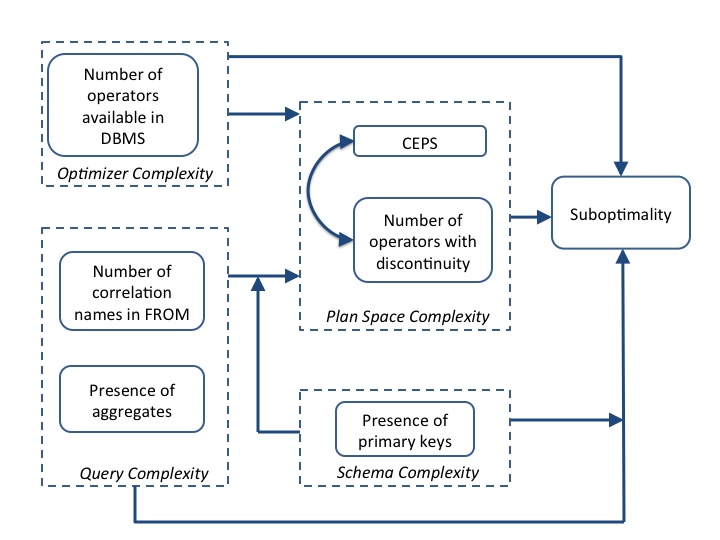 Number of
operators
available in
DBMS
Optimizer Complexity
CEPS
Number of
operators with
discontinuity
Plan Space Complexity
Suboptimality
Number of
correlation
names in FROM
Presence of
aggregates
Query Complexity
Presence of
primary keys
Schema Complexity